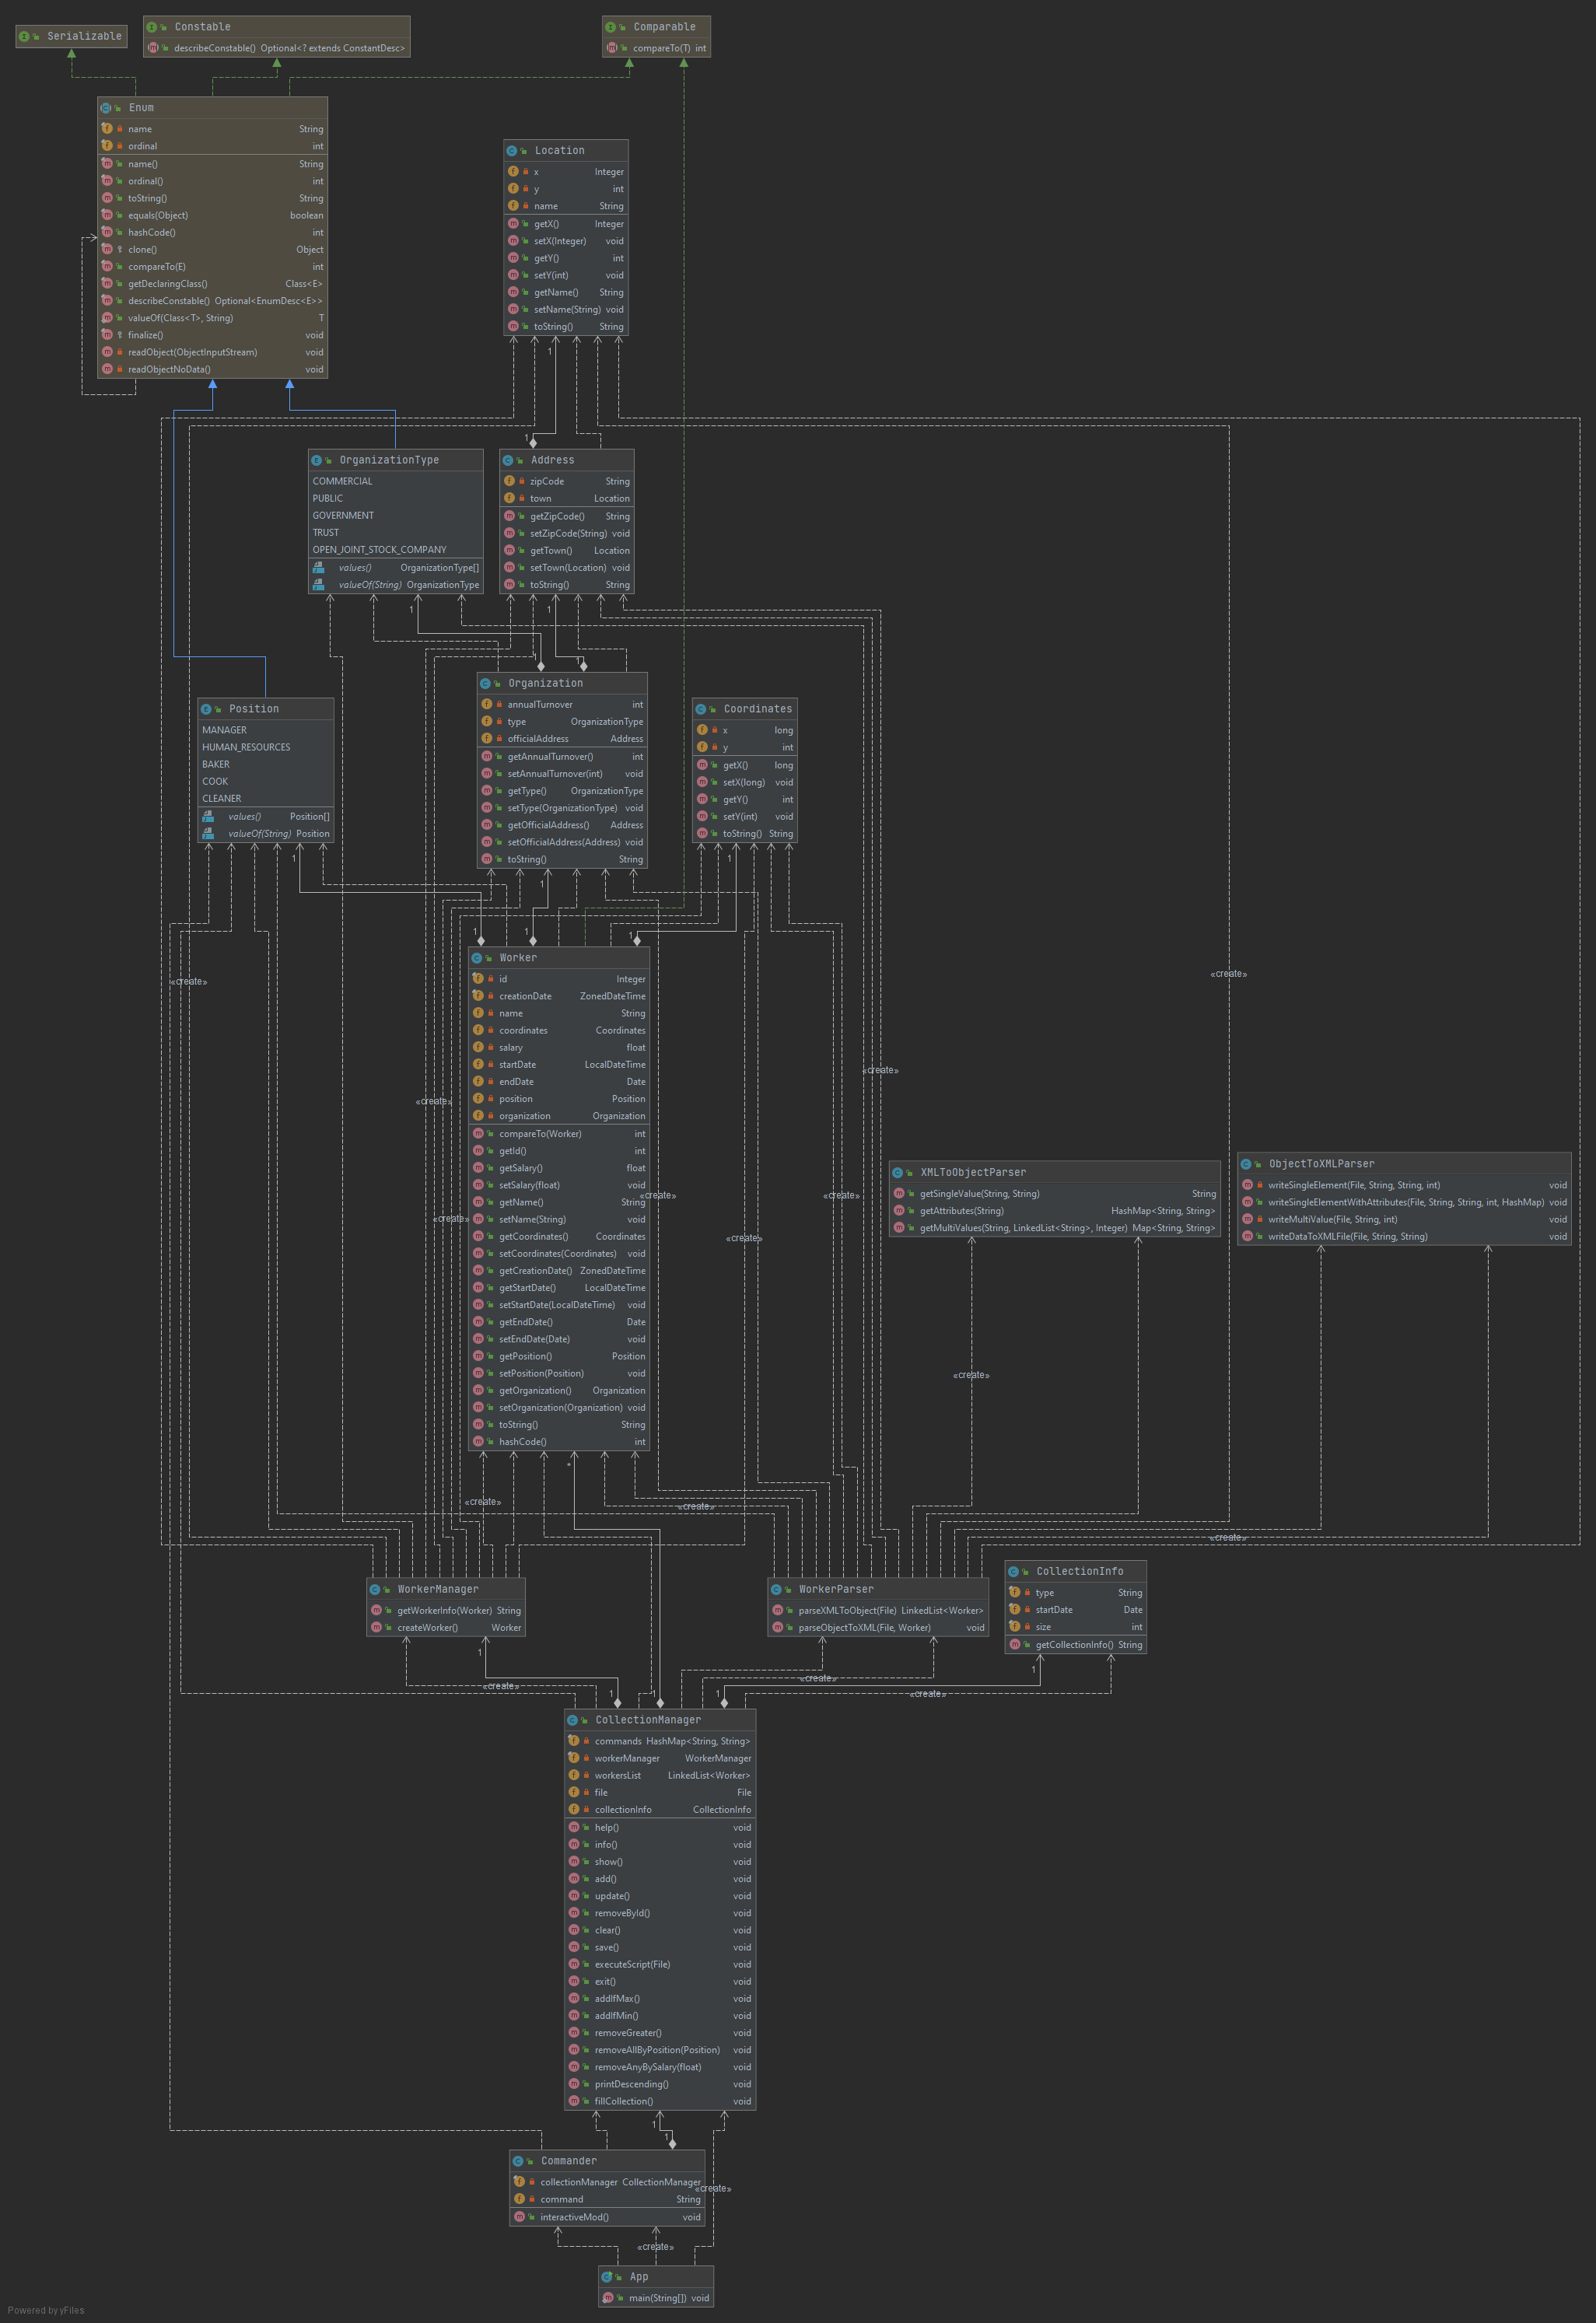 Serializable
Constable
describeConstable() Optional<? extends ConstantDesc>
Comparable
compareTo(T) int
Enum
name String
ordinal int
name() String
ordinal() int
toString() String
equals(Object) boolean
hashCode() int
clone() Object
compareTo(E) int
getDeclaringClass() Class<E>
describeConstable() Optional<EnumDesc<E>>
valueOf(Class<T>, String) T
finalize() void
readObject(ObjectInputStream) void
readObjectNoData() void
Location
x Integer
y int
name String
getX() Integer
setX(Integer) void
getY() int
setY(int) void
getName() String
setName(String) void
toString() String
1
1
OrganizationType
COMMERCIAL
PUBLIC
GOVERNMENT
TRUST
OPEN_JOINT_STOCK_COMPANY
values() OrganizationType[]
valueOf(String) OrganizationType
Address
zipCode String
town Location
getZipCode() String
setZipCode(String) void
getTown() Location
setTown(Location) void
toString() String
1
1
1
1
Organization
annualTurnover int
type OrganizationType
officialAddress Address
getAnnualTurnover() int
setAnnualTurnover(int) void
getType() OrganizationType
setType(OrganizationType) void
getOfficialAddress() Address
setOfficialAddress(Address) void
toString() String
Position
MANAGER
HUMAN_RESOURCES
BAKER
COOK
CLEANER
values() Position[]
valueOf(String) Position
Coordinates
x long
y int
getX() long
setX(long) void
getY() int
setY(int) void
toString() String
1
1
1
1
1
1
Worker
id Integer
creationDate ZonedDateTime
name String
coordinates Coordinates
salary float
startDate LocalDateTime
endDate Date
position Position
organization Organization
compareTo(Worker) int
getId() int
getSalary() float
setSalary(float) void
getName() String
setName(String) void
getCoordinates() Coordinates
setCoordinates(Coordinates) void
getCreationDate() ZonedDateTime
getStartDate() LocalDateTime
setStartDate(LocalDateTime) void
getEndDate() Date
setEndDate(Date) void
getPosition() Position
setPosition(Position) void
getOrganization() Organization
setOrganization(Organization) void
toString() String
hashCode() int
«create»
«create»
«create»
«create»
«create»
«create»
«create»
«create»
XMLToObjectParser
getSingleValue(String, String) String
getAttributes(String) HashMap<String, String>
getMultiValues(String, LinkedList<String>, Integer) Map<String, String>
ObjectToXMLParser
writeSingleElement(File, String, String, int) void
writeSingleElementWithAttributes(File, String, String, int, HashMap) void
writeMultiValue(File, String, int) void
writeDataToXMLFile(File, String, String) void
«create»
*
«create»
«create»
«create»
WorkerManager
getWorkerInfo(Worker) String
createWorker() Worker
WorkerParser
parseXMLToObject(File) LinkedList<Worker>
parseObjectToXML(File, Worker) void
CollectionInfo
type String
startDate Date
size int
getCollectionInfo() String
1
1
«create»
«create»
«create»
1
1
1
CollectionManager
commands HashMap<String, String>
workerManager WorkerManager
workersList LinkedList<Worker>
file File
collectionInfo CollectionInfo
help() void
info() void
show() void
add() void
update() void
removeById() void
clear() void
save() void
executeScript(File) void
exit() void
addIfMax() void
addIfMin() void
removeGreater() void
removeAllByPosition(Position) void
removeAnyBySalary(float) void
printDescending() void
fillCollection() void
1
1
Commander
collectionManager CollectionManager
command String
interactiveMod() void
«create»
«create»
App
main(String[]) void
Powered by yFiles